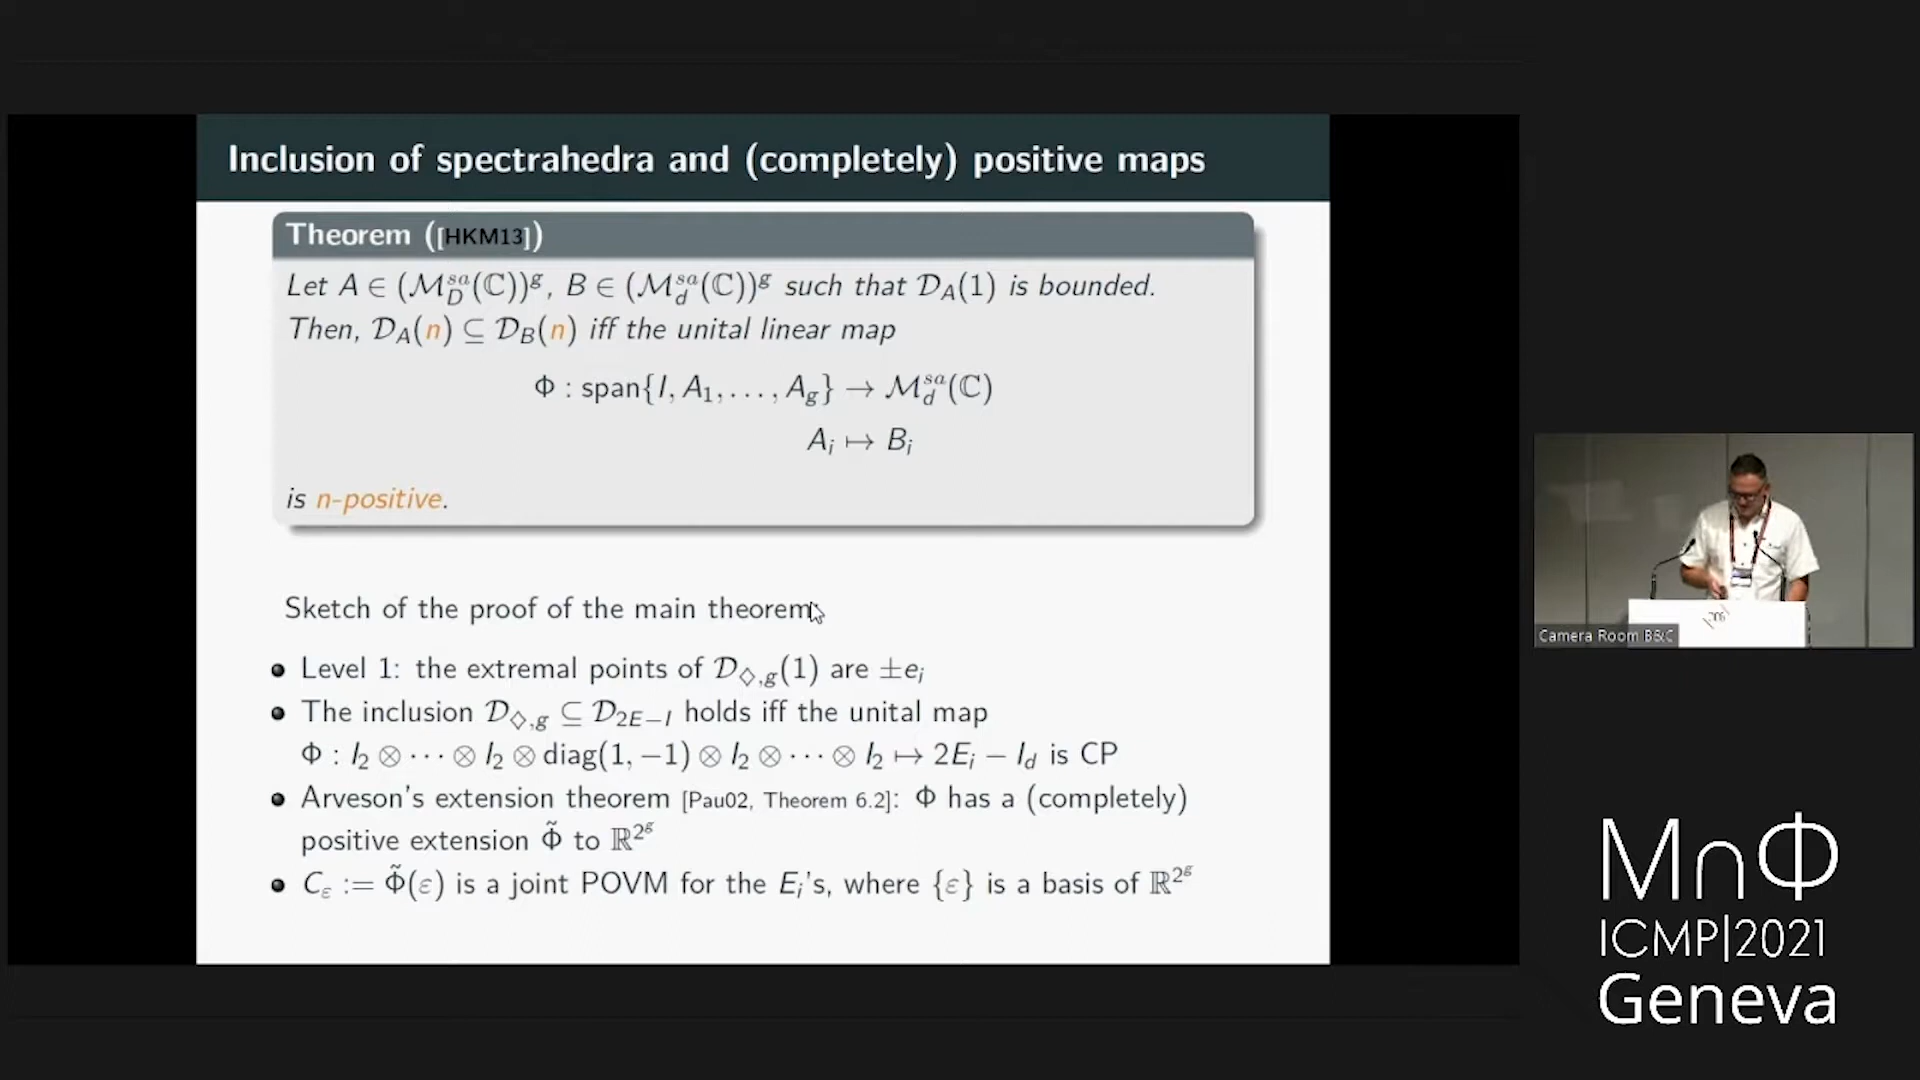 Inclusion of spectrahedra and (completely) positive maps
Theorem ([HKM13])
Let A ∈ (ℳ_D^{sa}(ℂ))^g, B ∈ (ℳ_d^{sa}(ℂ))^g such that 𝒟_A(1) is bounded.
Then, 𝒟_A(n) ⊆ 𝒟_B(n) iff the unital linear map
Φ : span{I, A_1, . . . , A_g} → ℳ_d^{sa}(ℂ)
A_i ↦ B_i
is n-positive.
Sketch of the proof of the main theorem
• Level 1: the extremal points of 𝒟_{◇,g}(1) are ±e_i
• The inclusion 𝒟_{◇,g} ⊆ 𝒟_{2E−I} holds iff the unital map
Φ : I_2 ⊗ ··· ⊗ I_2 ⊗ diag(1, −1) ⊗ I_2 ⊗ ··· ⊗ I_2 ↦ 2E_i − I_d is CP
• Arveson's extension theorem [Pau02, Theorem 6.2]: Φ has a (completely)
positive extension Φ̃ to ℝ^{2^g}
• C_ε := Φ̃(ε) is a joint POVM for the E_i's, where {ε} is a basis of ℝ^{2^g}
Camera Room B&C
M∩Φ
ICMP|2021
Geneva